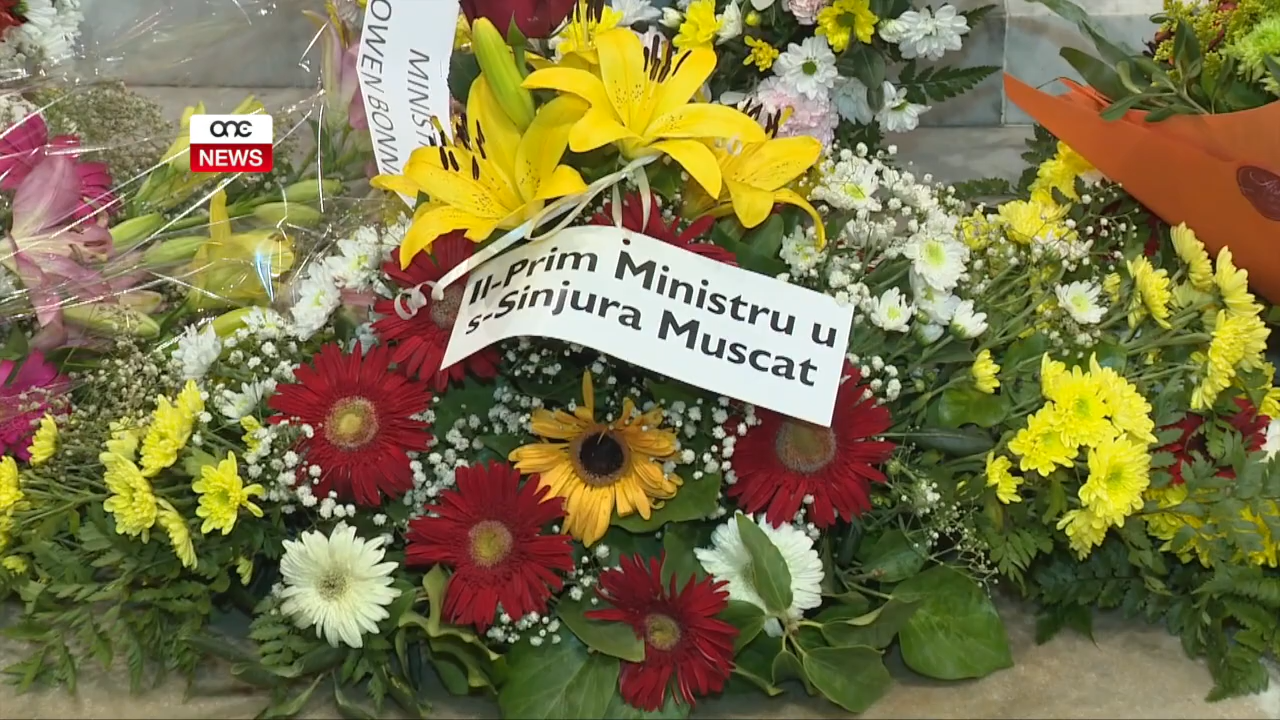 OWEN BONN
MINIST
one
NEWS
Il-Prim Ministru u
s-Sinjura Muscat